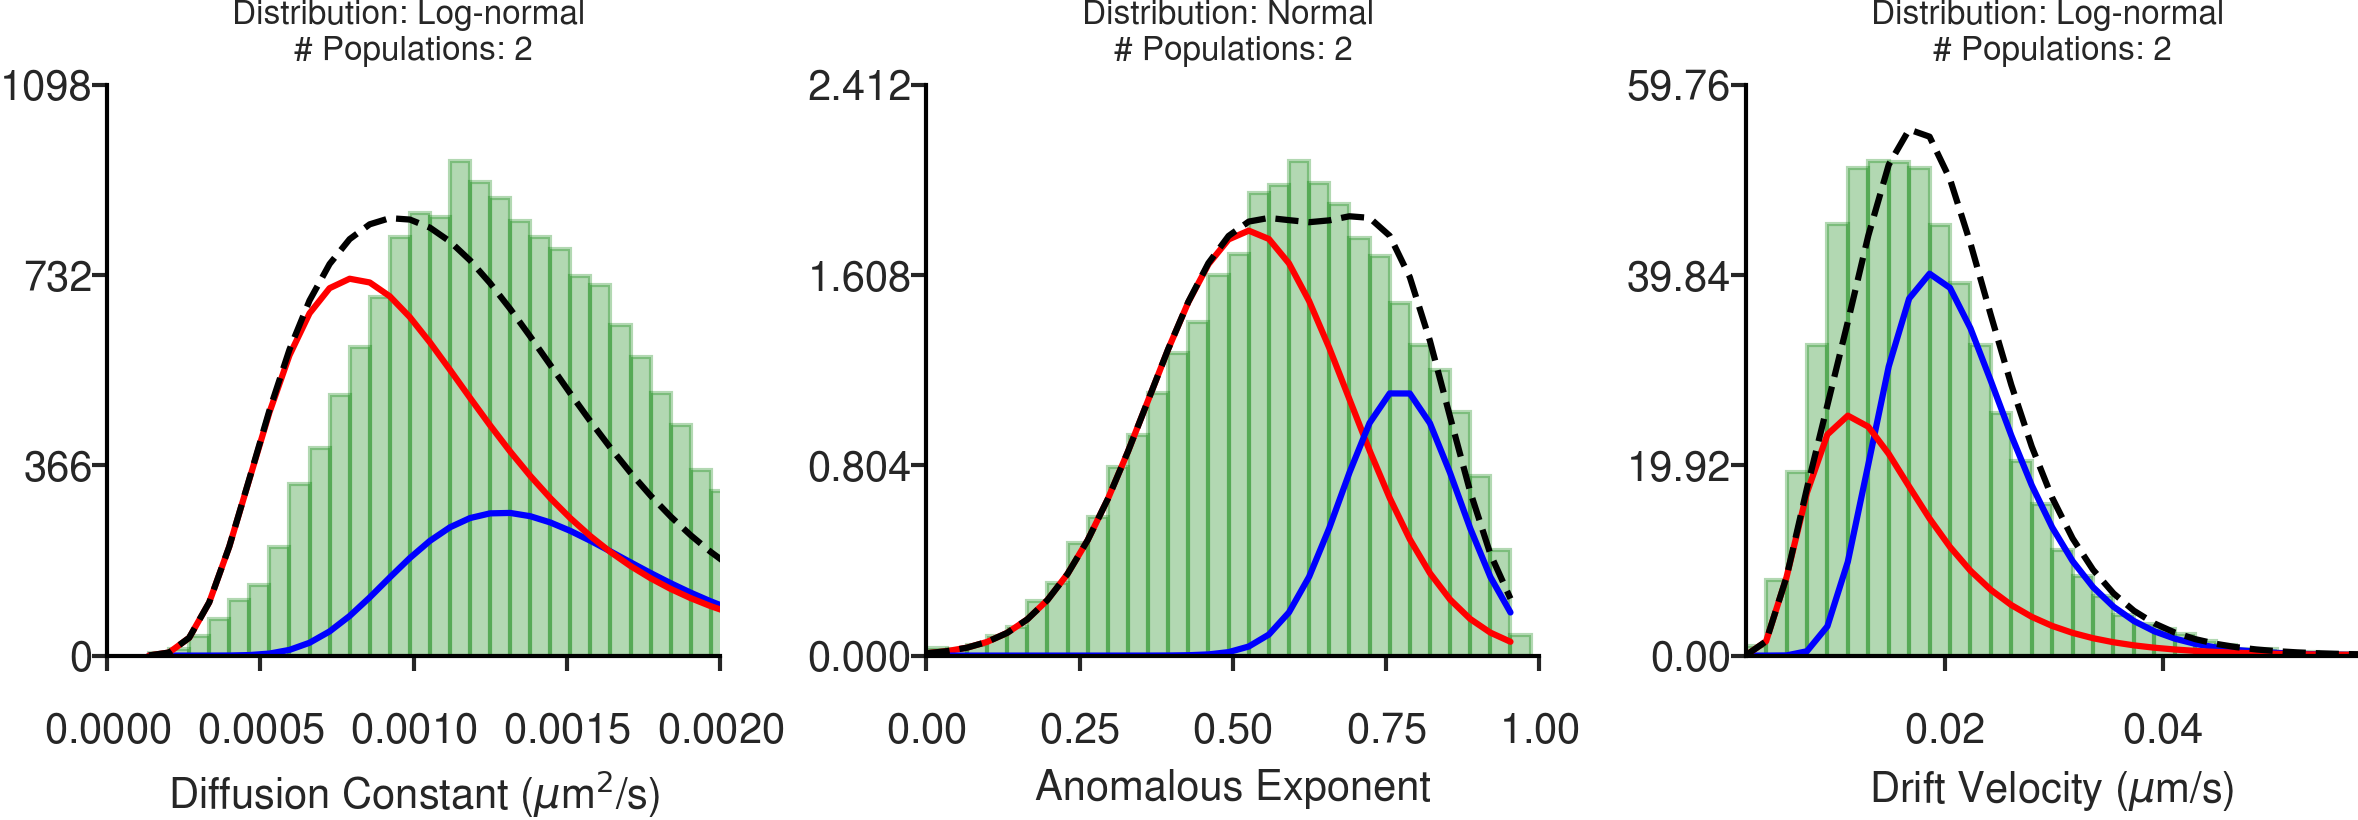 Distribution: Log-normal
# Populations: 2
1098
732
366
0
0.0000 0.0005 0.0010 0.0015 0.0020
Diffusion Constant (μm²/s)
Distribution: Normal
# Populations: 2
2.412
1.608
0.804
0.000
0.00 0.25 0.50 0.75 1.00
Anomalous Exponent
Distribution: Log-normal
# Populations: 2
59.76
39.84
19.92
0.00
0.02 0.04
Drift Velocity (μm/s)